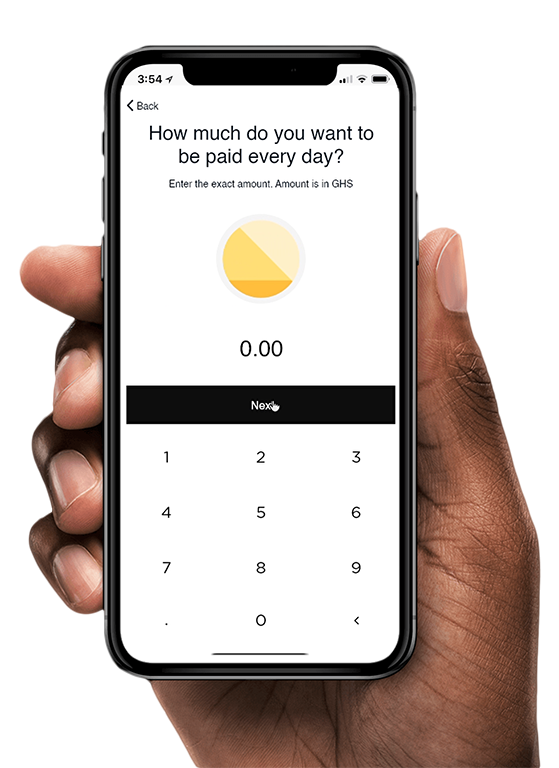 3:54
Back
How much do you want to
be paid every day?
Enter the exact amount. Amount is in GHS
0.00
Next
1 2 3
4 5 6
7 8 9
. 0 <